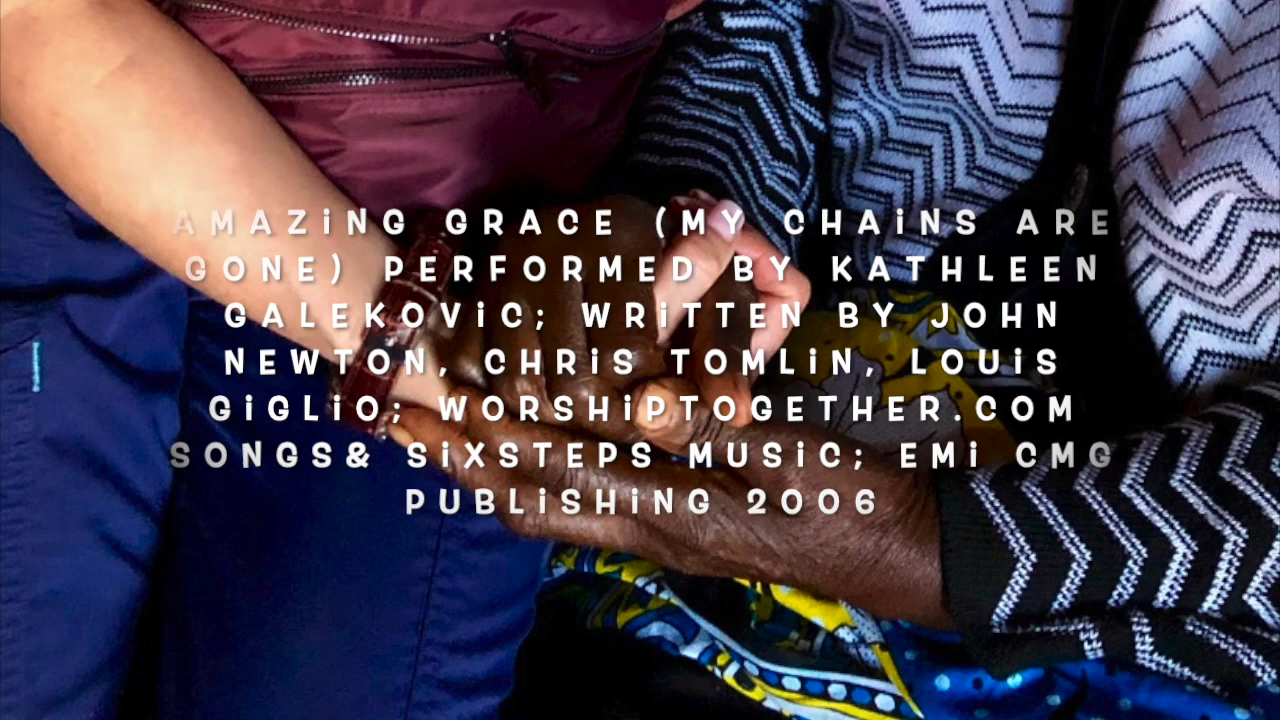 AMAZiNG GRACE (MY CHAiNS ARE
GONE) PERFORMED BY KATHLEEN
GALEKOViC; WRiTTEN BY JOHN
NEWTON, CHRiS TOMLiN, LOUiS
GiGLiO; WORSHiPTOGETHER.COM
SONGS& SiXSTEPS MUSiC; EMi CMG
PUBLiSHiNG 2006